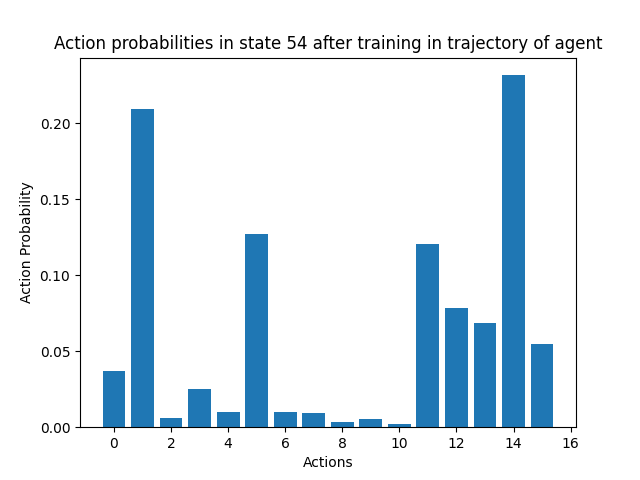 Action probabilities in state 54 after training in trajectory of agent
Action Probability
0.20
0.15
0.10
0.05
0.00
0 2 4 6 8 10 12 14 16
Actions